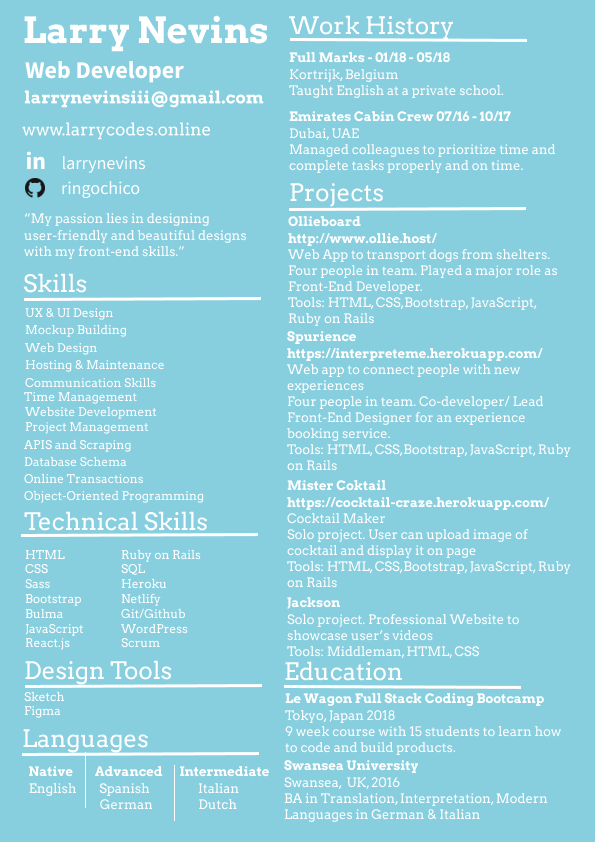 Larry Nevins
Web Developer
larrynevinsiii@gmail.com
www.larrycodes.online
in larrynevins
ringochico
“My passion lies in designing
user-friendly and beautiful designs
with my front-end skills.”
Skills
UX & UI Design
Mockup Building
Web Design
Hosting & Maintenance
Communication Skills
Time Management
Website Development
Project Management
APIS and Scraping
Database Schema
Online Transactions
Object-Oriented Programming
Technical Skills
HTML
CSS
Sass
Bootstrap
Bulma
JavaScript
React.js
Ruby on Rails
SQL
Heroku
Netlify
Git/Github
WordPress
Scrum
Design Tools
Sketch
Figma
Languages
Native
English
Advanced
Spanish
German
Intermediate
Italian
Dutch
Work History
Full Marks - 01/18 - 05/18
Kortrijk, Belgium
Taught English at a private school.
Emirates Cabin Crew 07/16 - 10/17
Dubai, UAE
Managed colleagues to prioritize time and
complete tasks properly and on time.
Projects
Ollieboard
http://www.ollie.host/
Web App to transport dogs from shelters.
Four people in team. Played a major role as
Front-End Developer.
Tools: HTML, CSS,Bootstrap, JavaScript,
Ruby on Rails
Spurience
https://interpreteme.herokuapp.com/
Web app to connect people with new
experiences
Four people in team. Co-developer/ Lead
Front-End Designer for an experience
booking service.
Tools: HTML, CSS,Bootstrap, JavaScript, Ruby
on Rails
Mister Coktail
https://cocktail-craze.herokuapp.com/
Cocktail Maker
Solo project. User can upload image of
cocktail and display it on page
Tools: HTML, CSS,Bootstrap, JavaScript, Ruby
on Rails
Jackson
Solo project. Professional Website to
showcase user’s videos
Tools: Middleman, HTML, CSS
Education
Le Wagon Full Stack Coding Bootcamp
Tokyo, Japan 2018
9 week course with 15 students to learn how
to code and build products.
Swansea University
Swansea, UK, 2016
BA in Translation, Interpretation, Modern
Languages in German & Italian